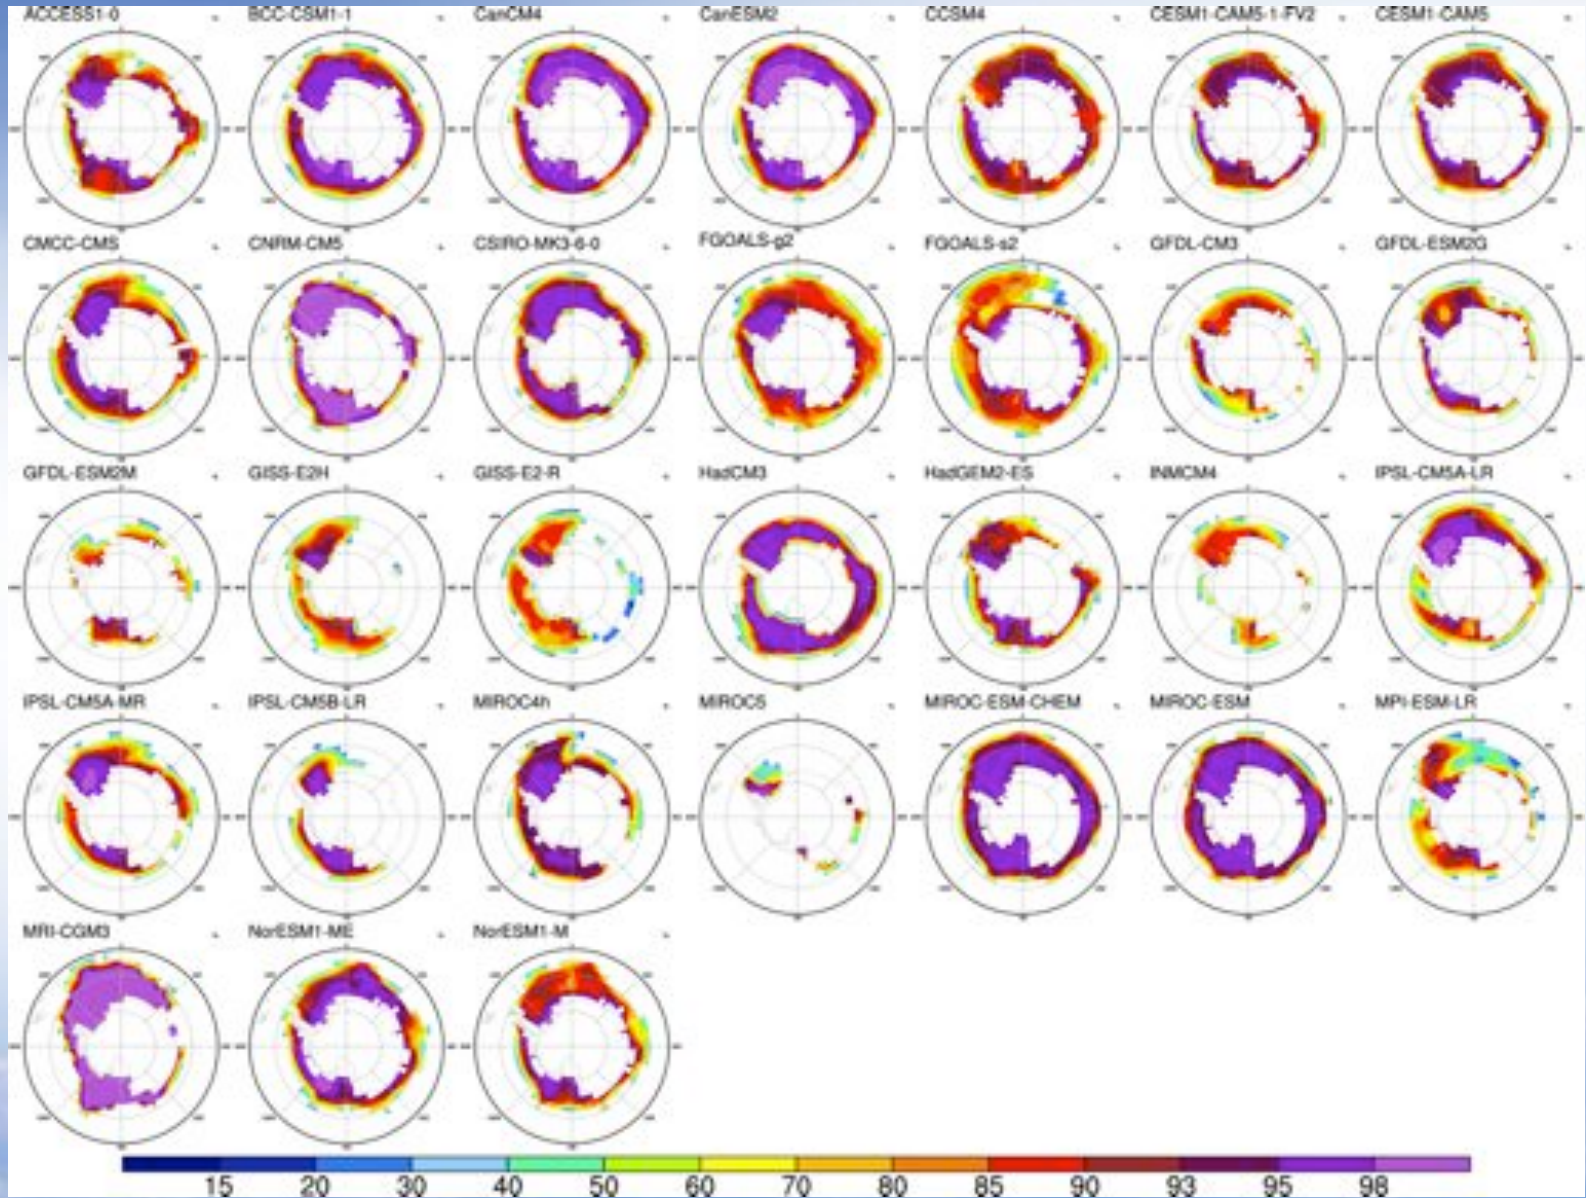 ACCESS1-0 BCC-CSM1-1 CanCM4 CanESM2 CCSM4 CESM1-CAM5-1-FV2 CESM1-CAM5
CMCC-CMS CNRM-CM5 CSIRO-MK3-6-0 FGOALS-g2 FGOALS-s2 GFDL-CM3 GFDL-ESM2G
GFDL-ESM2M GISS-E2H GISS-E2-R HadCM3 HadGEM2-ES INMCM4 IPSL-CM5A-LR
IPSL-CM5A-MR IPSL-CM5B-LR MIROC4h MIROC5 MIROC-ESM-CHEM MIROC-ESM MPI-ESM-LR
MRI-CGM3 NorESM1-ME NorESM1-M
15 20 30 40 50 60 70 80 85 90 93 95 98